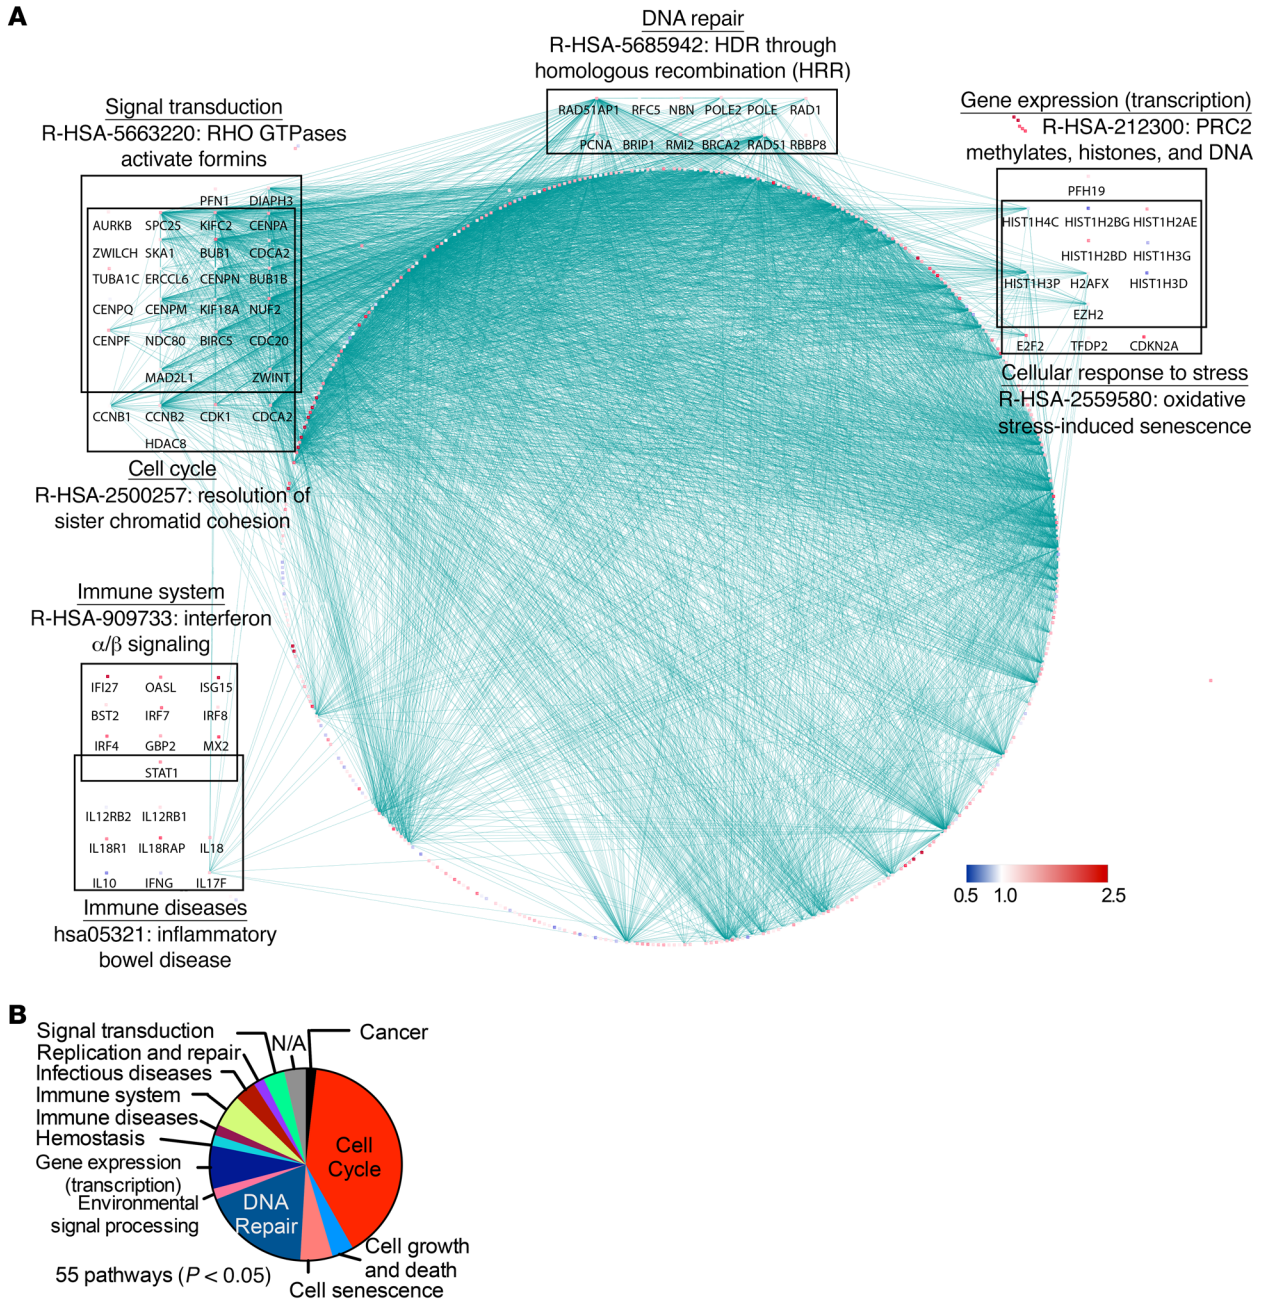 A
DNA repair
R-HSA-5685942: HDR through
homologous recombination (HRR)
RAD51AP1 RFC5 NBN POLE2 POLE RAD1
PCNA BRIP1 RMI2 BRCA2 RAD51 RBBP8
Signal transduction
R-HSA-5663220: RHO GTPases
activate formins
PFN1 DIAPH3
AURKB SPC25 KIFC2 CENPA
ZWILCH SKA1 BUB1 CDCA2
TUBA1C ERCCL6 CENPN BUB1B
CENPQ CENPM KIF18A NUF2
CENPF NDC80 BIRC5 CDC20
MAD2L1 ZWINT
CCNB1 CCNB2 CDK1 CDCA2
HDAC8
Cell cycle
R-HSA-2500257: resolution of
sister chromatid cohesion
Gene expression (transcription)
R-HSA-212300: PRC2
methylates, histones, and DNA
PFH19
HIST1H4C HIST1H2BG HIST1H2AE
HIST1H2BD HIST1H3G
HIST1H3P H2AFX HIST1H3D
EZH2
E2F2 TFDP2 CDKN2A
Cellular response to stress
R-HSA-2559580: oxidative
stress-induced senescence
Immune system
R-HSA-909733: interferon
α/β signaling
IFI27 OASL ISG15
BST2 IRF7 IRF8
IRF4 GBP2 MX2
STAT1
IL12RB2 IL12RB1
IL18R1 IL18RAP IL18
IL10 IFNG IL17F
Immune diseases
hsa05321: inflammatory
bowel disease
0.5 1.0 2.5
B
Signal transduction
N/A
Cancer
Replication and repair
Infectious diseases
Immune system
Immune diseases
Hemostasis
Gene expression
(transcription)
Environmental
signal processing
Cell
Cycle
DNA
Repair
Cell growth
and death
Cell senescence
55 pathways (P < 0.05)